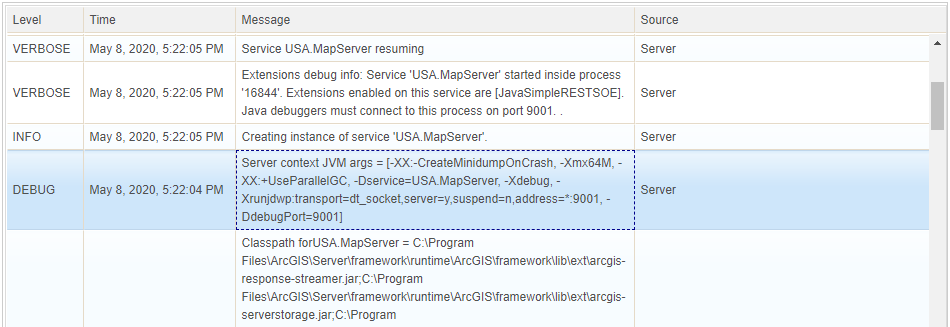 Level Time Message Source
VERBOSE May 8, 2020, 5:22:05 PM Service USA.MapServer resuming Server
Extensions debug info: Service 'USA.MapServer' started inside process
VERBOSE May 8, 2020, 5:22:05 PM '16844'. Extensions enabled on this service are [JavaSimpleRESTSOE]. Server
Java debuggers must connect to this process on port 9001. .
INFO May 8, 2020, 5:22:05 PM Creating instance of service 'USA.MapServer'. Server
Server context JVM args = [-XX:-CreateMinidumpOnCrash, -Xmx64M, -
XX:+UseParallelGC, -Dservice=USA.MapServer, -Xdebug, -
DEBUG May 8, 2020, 5:22:04 PM Xrunjdwp:transport=dt_socket,server=y,suspend=n,address=*:9001, - Server
DdebugPort=9001]
Classpath forUSA.MapServer = C:\Program
Files\ArcGIS\Server\framework\runtime\ArcGIS\framework\lib\ext\arcgis-
response-streamer.jar;C:\Program
Files\ArcGIS\Server\framework\runtime\ArcGIS\framework\lib\ext\arcgis-
serverstorage.jar;C:\Program